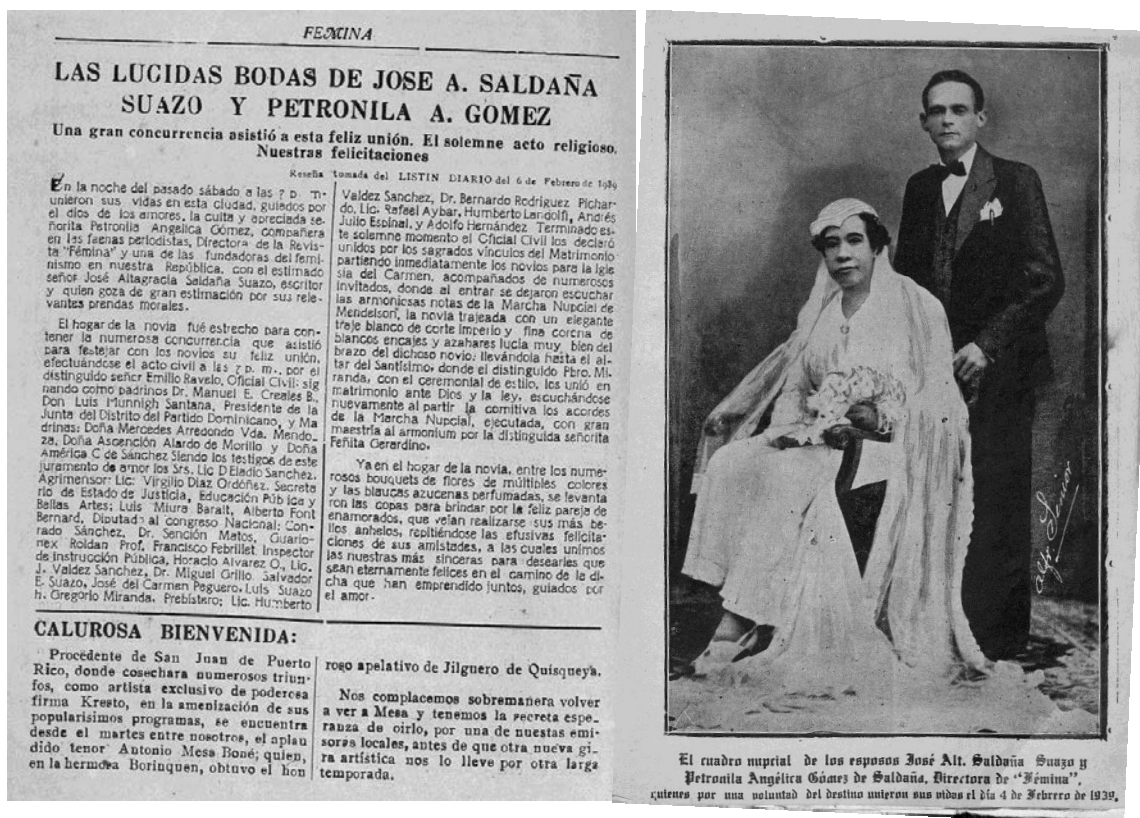 FEMINA
LAS LUCIDAS BODAS DE JOSE A. SALDAÑA
SUAZO Y PETRONILA A. GOMEZ
Una gran concurrencia asistió a esta feliz unión. El solemne acto religioso.
Nuestras felicitaciones
Reseña tomada del LISTIN DIARIO del 6 de Febrero de 1939
En la noche del pasado sábado a las 7 p. m.
unieron sus vidas en esta ciudad, guiados por
el dios de los amores, la culta y apreciada se-
ñorita Petronila Angelica Gómez, compañera
en las faenas periodistas, Directora de la Revis-
ta "Fémina" y una de las fundadoras del femi-
nismo en nuestra República, con el estimado
señor José Altagracia Saldaña Suazo, escritor
y quien goza de gran estimación por sus rele-
vantes prendas morales.
El hogar de la novia fué estrecho para con-
tener la numerosa concurrencia que asistió
para festejar con los novios su feliz unión,
efectuándose el acto civil a las 7 p. m., por el
distinguido señor Emilio Ravelo, Oficial Civil; sig
nando como padrinos Dr. Manuel E. Creales B.,
Don Luis Munnigh Santana, Presidente de la
Junta del Distrito del Partido Dominicano, y Ma
drinas: Doña Mercedes Arredondo Vda. Mendo_
za, Doña Ascención Alardo de Morillo y Doña
América C de Sánchez Siendo los testigos de este
juramento de amor los Srs. Lic D Eladio Sanchez.
Agrimensor: Lic: Virgilio Diaz Ordóñez. Secreta
rio de Estado de Justicia, Educación Pública y
Bellas Artes; Luis Miura Baralt, Alberto Font
Bernard, Diputado al congreso Nacional; Con-
rado Sánchez, Dr. Sención Matos, Guario-
nex Roldan Prof. Francisco Febrillet. Inspector
de Instrucción Pública, Horacio Alvarez O., Lic.
J. Valdez Sanchez, Dr. Miguel Grillo. Salvador
E. Suazo, José del Carmen Peguero. Luis Suazo
h. Gregorio Miranda. Prebístero; Lic. Humberto
Valdez Sanchez, Dr. Bernardo Rodriguez Pichar-
do, Lic. Rafael Aybar, Humberto Landolfi, Andrés
Julio Espinal, y Adolfo Hernández Terminado es-
te solemne momento el Oficial Civil los declaró
unidos por los sagrados vínculos del Matrimonio
partiendo inmediatamente los novios para la Igle
sia del Carmen, acompañados de numerosos
invitados, donde al entrar se dejaron escuchar
las armoniosas notas de la Marcha Nupcial de
Mendelson, la novia trajeada con un elegante
traje blanco de corte Imperio y fina corona de
blancos encajes y azahares lucía muy bien del
brazo del dichoso novio; llevándola hasta el al-
tar del Santísimo, donde el distinguido Pbro. Mi-
randa, con el ceremonial de estilo, los unió en
matrimonio ante Dios y la ley, escuchándose
nuevamente al partir la comitiva los acordes
de la Marcha Nupcial, ejecutada, con gran
maestría al armonium por la distinguida señorita
Feñita Gerardino.
Ya en el hogar de la novia, entre los nume-
rosos bouquets de flores de múltiples colores
y las blaucas azucenas perfumadas, se levanta
ron las copas para brindar por la feliz pareja de
enamorados, que veían realizarse sus más be-
llos anhelos, repitiéndose las efusivas felicita-
ciones de sus amistades, a las cuales unimos
las nuestras más sinceras para desearles que
sean eternamente felices en el camino de la di-
cha que han emprendido juntos, guiados por
el amor.
CALUROSA BIENVENIDA:
Procedente de San Juan de Puerto
Rico, donde cosechara numerosos triun-
fos, como artista exclusivo de poderosa
firma Kresto, en la amenización de sus
popularisimos programas, se encuentra
desde el martes entre nosotros, el aplau
dido tenor Antonio Mesa Boné; quien,
en la hermosa Borinquen, obtuvo el hon
roso apelativo de Jilguero de Quisqueya.
Nos complacemos sobremanera volver
a ver a Mesa y tenemos la secreta espe_
ranza de oirlo, por una de nuestas emi-
soras locales, antes de que otra nueva gi_
ra artística nos lo lleve por otra larga
temporada.
El cuadro nupcial de los esposos José Alt. Saldaña Suazo y
Petronila Angélica Gómez de Saldaña, Directora de "Fémina",
quienes por una voluntad del destino unieron sus vidas el día 4 de Febrero de 1939.